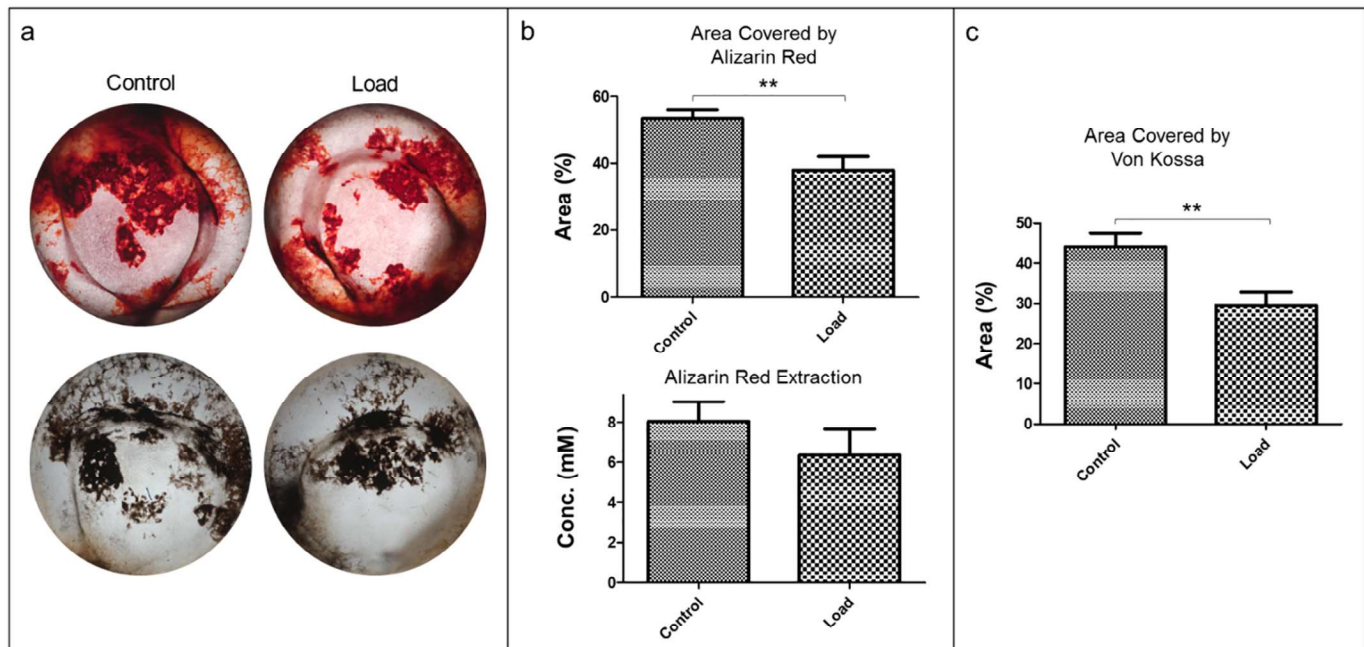 a
Control
Load
b
Area Covered by
Alizarin Red
**
Area (%)
60
40
20
0
Control
Load
Alizarin Red Extraction
Conc. (mM)
8
6
4
2
0
Control
Load
c
Area Covered by
Von Kossa
**
Area (%)
50
40
30
20
10
0
Control
Load